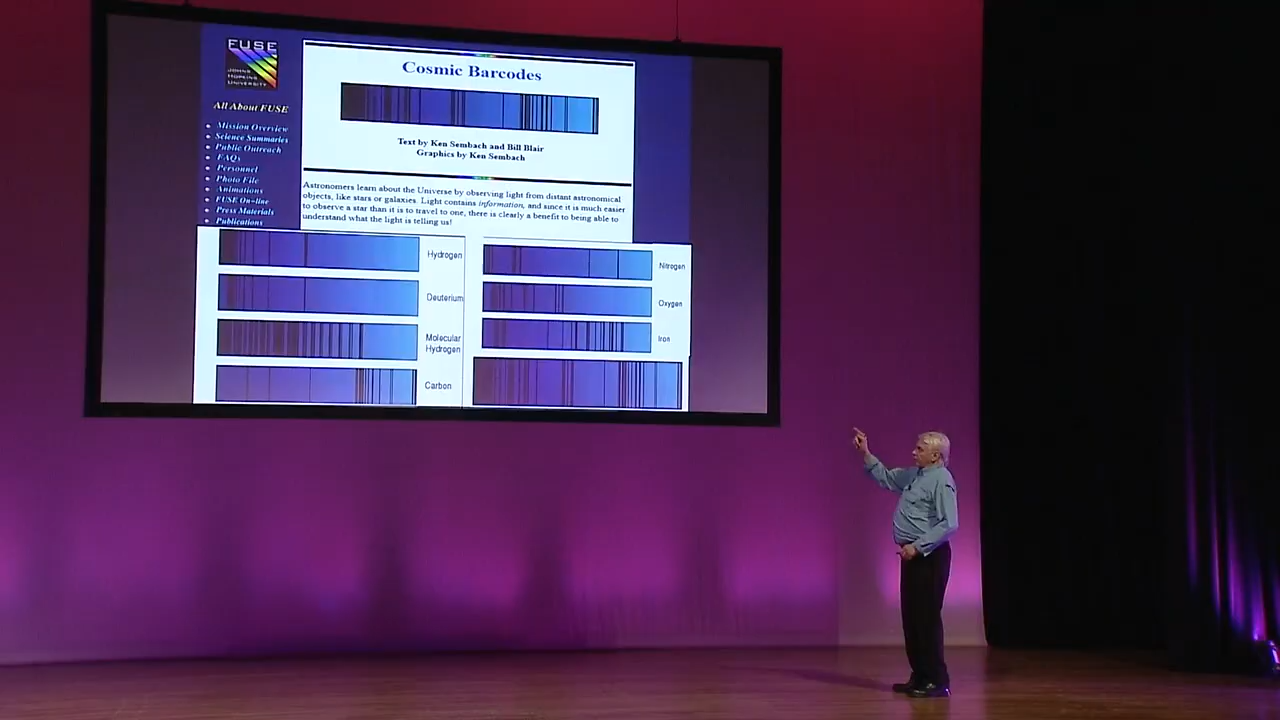 FUSE
JOHNS
HOPKINS
UNIVERSITY
All About FUSE
Mission Overview
Science Summaries
Public Outreach
FAQs
Personnel
Photo File
Animations
FUSE On-line
Press Materials
Publications
Cosmic Barcodes
Text by Ken Sembach and Bill Blair
Graphics by Ken Sembach
Astronomers learn about the Universe by observing light from distant astronomical
objects, like stars or galaxies. Light contains information, and since it is much easier
to observe a star than it is to travel to one, there is clearly a benefit to being able to
understand what the light is telling us!
Hydrogen
Deuterium
Molecular
Hydrogen
Carbon
Nitrogen
Oxygen
Iron